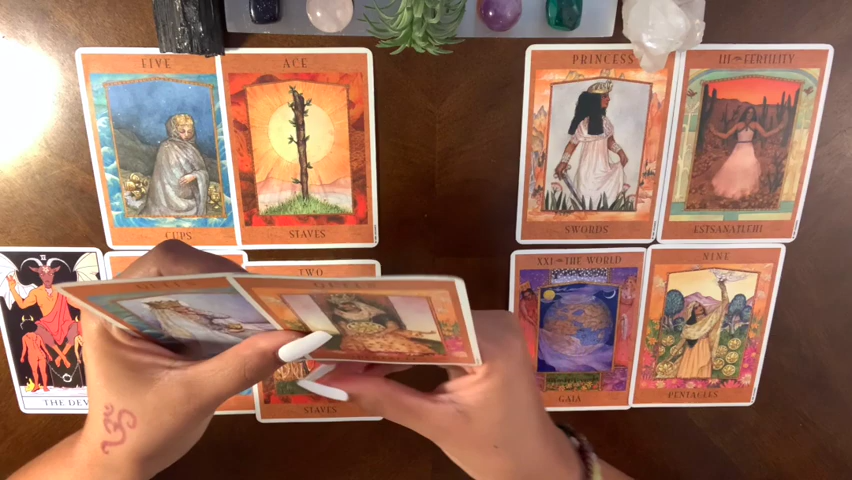 FIVE
CUPS
ACE
STAVES
PRINCESS
SWORDS
III FERTILITY
ESTSANATLEHI
THE DEV
TWO
STAVES
QUEEN
XXI THE WORLD
GAIA
NINE
PENTACLES